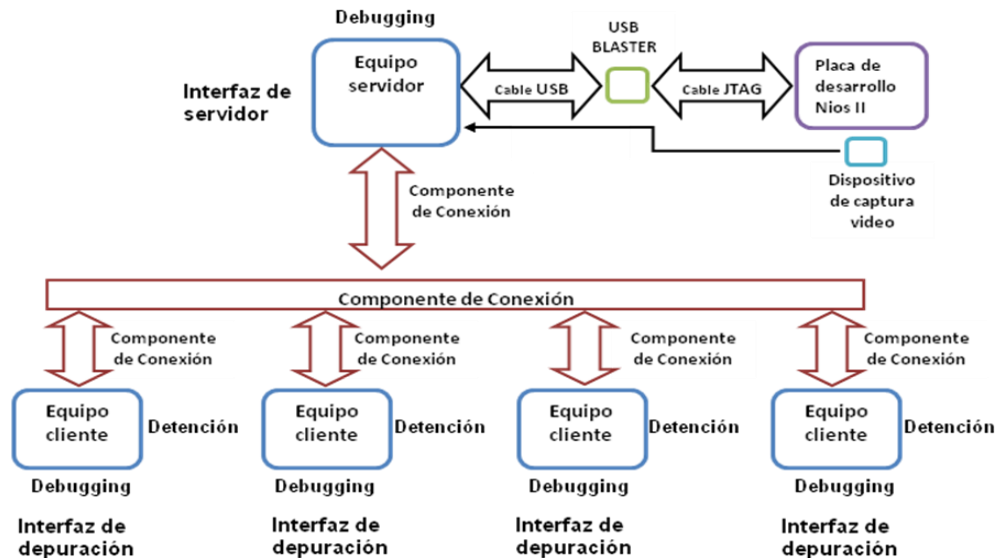 Debugging
Equipo
servidor
Interfaz de
servidor
Cable USB
USB
BLASTER
Cable JTAG
Placa de
desarrollo
Nios II
Dispositivo
de captura
video
Componente
de Conexión
Componente de Conexión
Componente
de Conexión
Componente
de Conexión
Componente
de Conexión
Componente
de Conexión
Equipo
cliente
Detención
Equipo
cliente
Detención
Equipo
cliente
Detención
Equipo
cliente
Detención
Debugging
Debugging
Debugging
Debugging
Interfaz de
depuración
Interfaz de
depuración
Interfaz de
depuración
Interfaz de
depuración